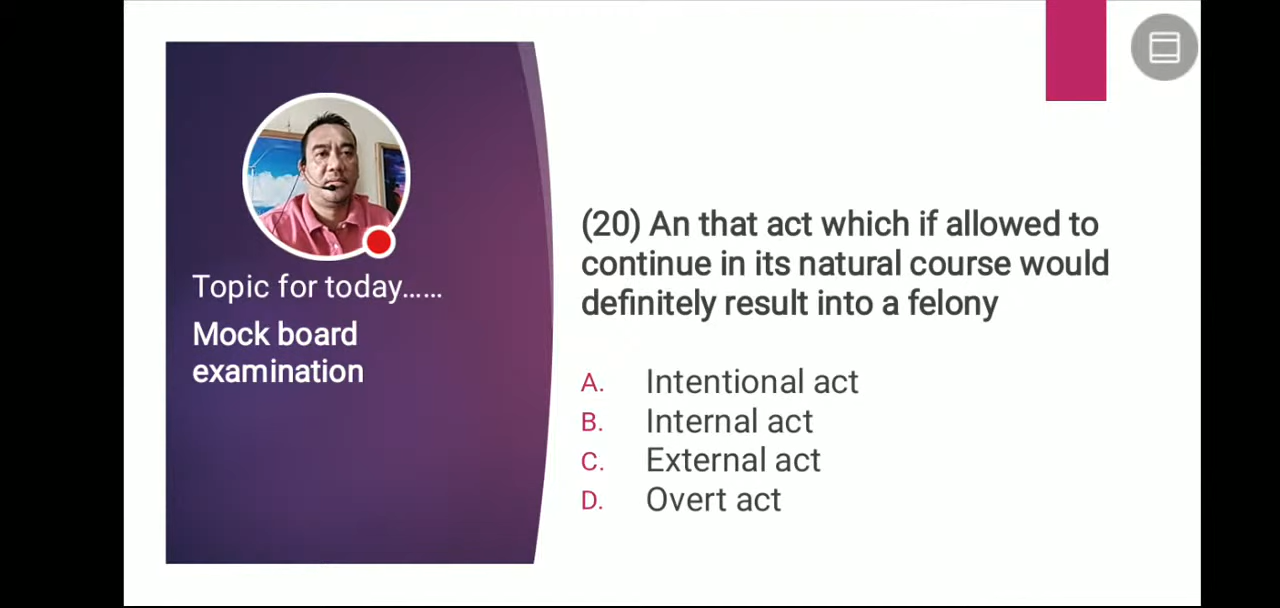 Topic for today......
Mock board
examination
(20) An that act which if allowed to
continue in its natural course would
definitely result into a felony
A. Intentional act
B. Internal act
C. External act
D. Overt act